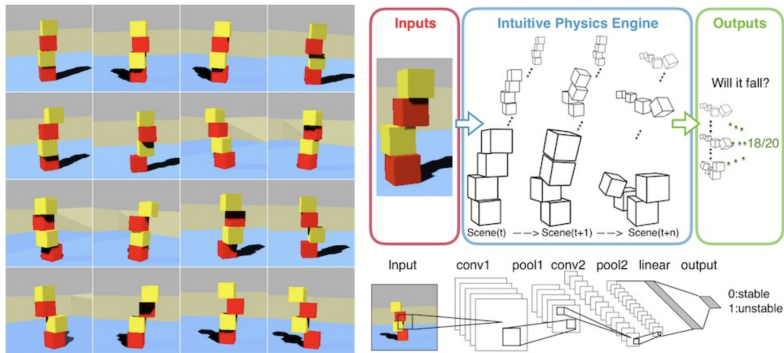 Inputs
Intuitive Physics Engine
Outputs
Will it fall?
18/20
Scene(t) ---> Scene(t+1) ---> Scene(t+n)
Input conv1 pool1 conv2 pool2 linear output
0:stable
1:unstable